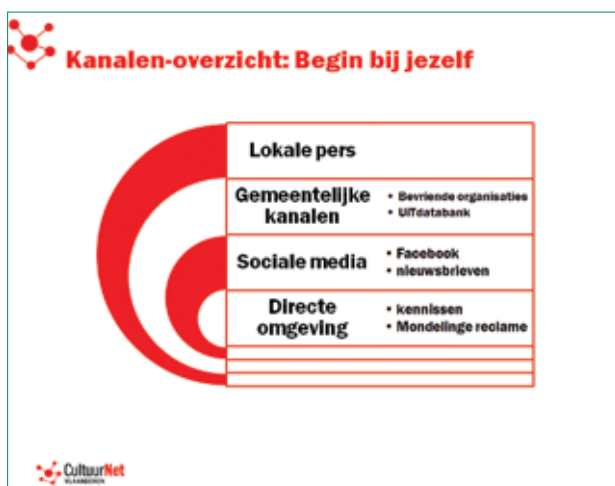 Kanalen-overzicht: Begin bij jezelf
Lokale pers
Gemeentelijke
kanalen
• Bevriende organisaties
• UiTdatabank
Sociale media
• Facebook
• nieuwsbrieven
Directe
omgeving
• kennissen
• Mondelinge reclame
CultuurNet
VLAANDEREN